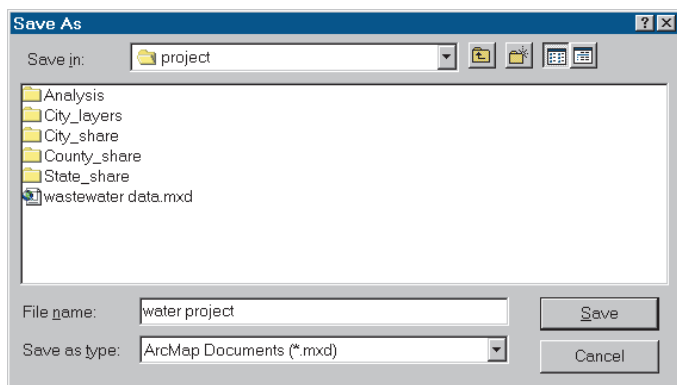 Save As
Save in: project
Analysis
City_layers
City_share
County_share
State_share
wastewater data.mxd
File name: water project Save
Save as type: ArcMap Documents (*.mxd) Cancel